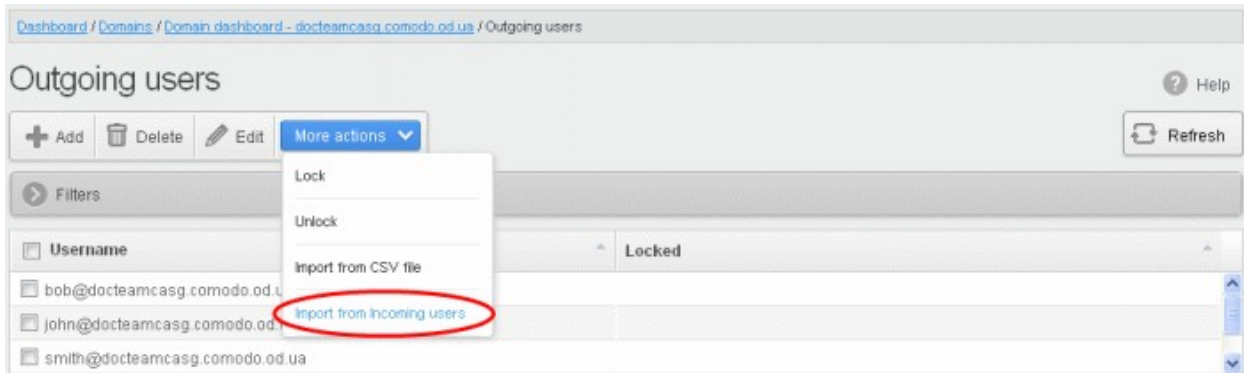 Dashboard / Domains / Domain dashboard - docteamcasg.comodo.od.ua / Outgoing users
Outgoing users
Help
Add Delete Edit More actions Refresh
Lock
Filters
Unlock
Username Locked
Import from CSV file
bob@docteamcasg.comodo.od.u
Import from Incoming users
john@docteamcasg.comodo.od.
smith@docteamcasg.comodo.od.ua